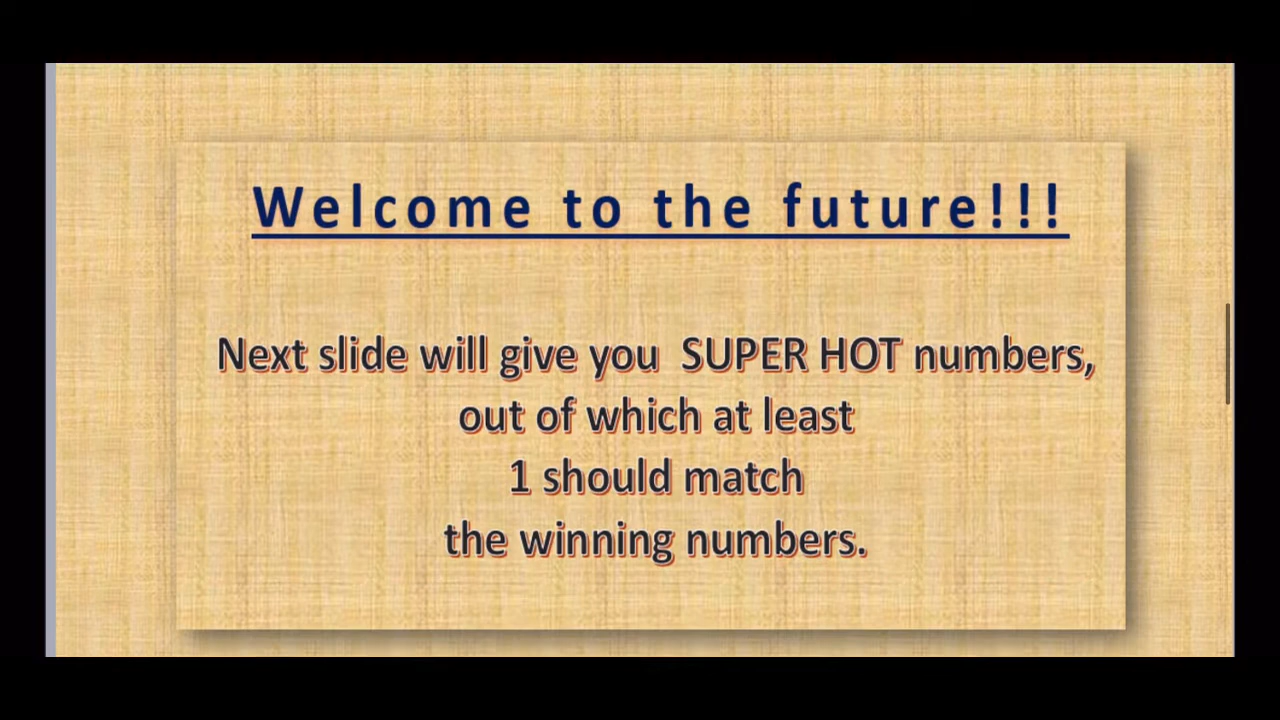 Welcome to the future!!!
Next slide will give you SUPER HOT numbers,
out of which at least
1 should match
the winning numbers.